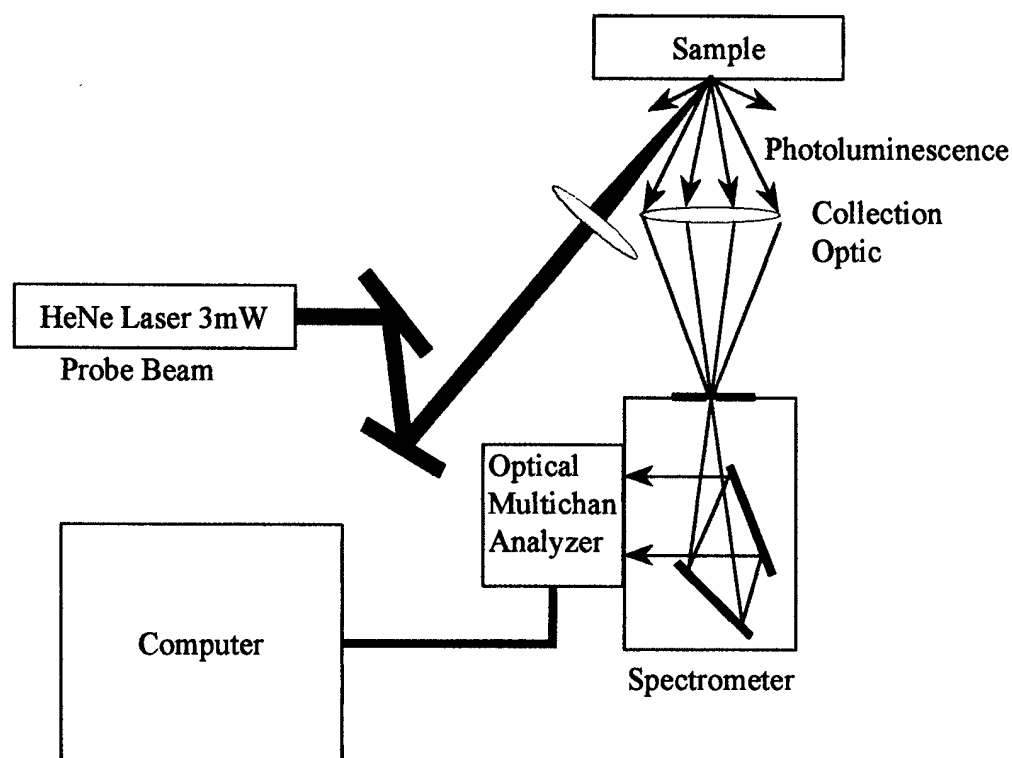 Sample
Photoluminescence
Collection
Optic
HeNe Laser 3mW
Probe Beam
Optical
Multichan
Analyzer
Computer
Spectrometer